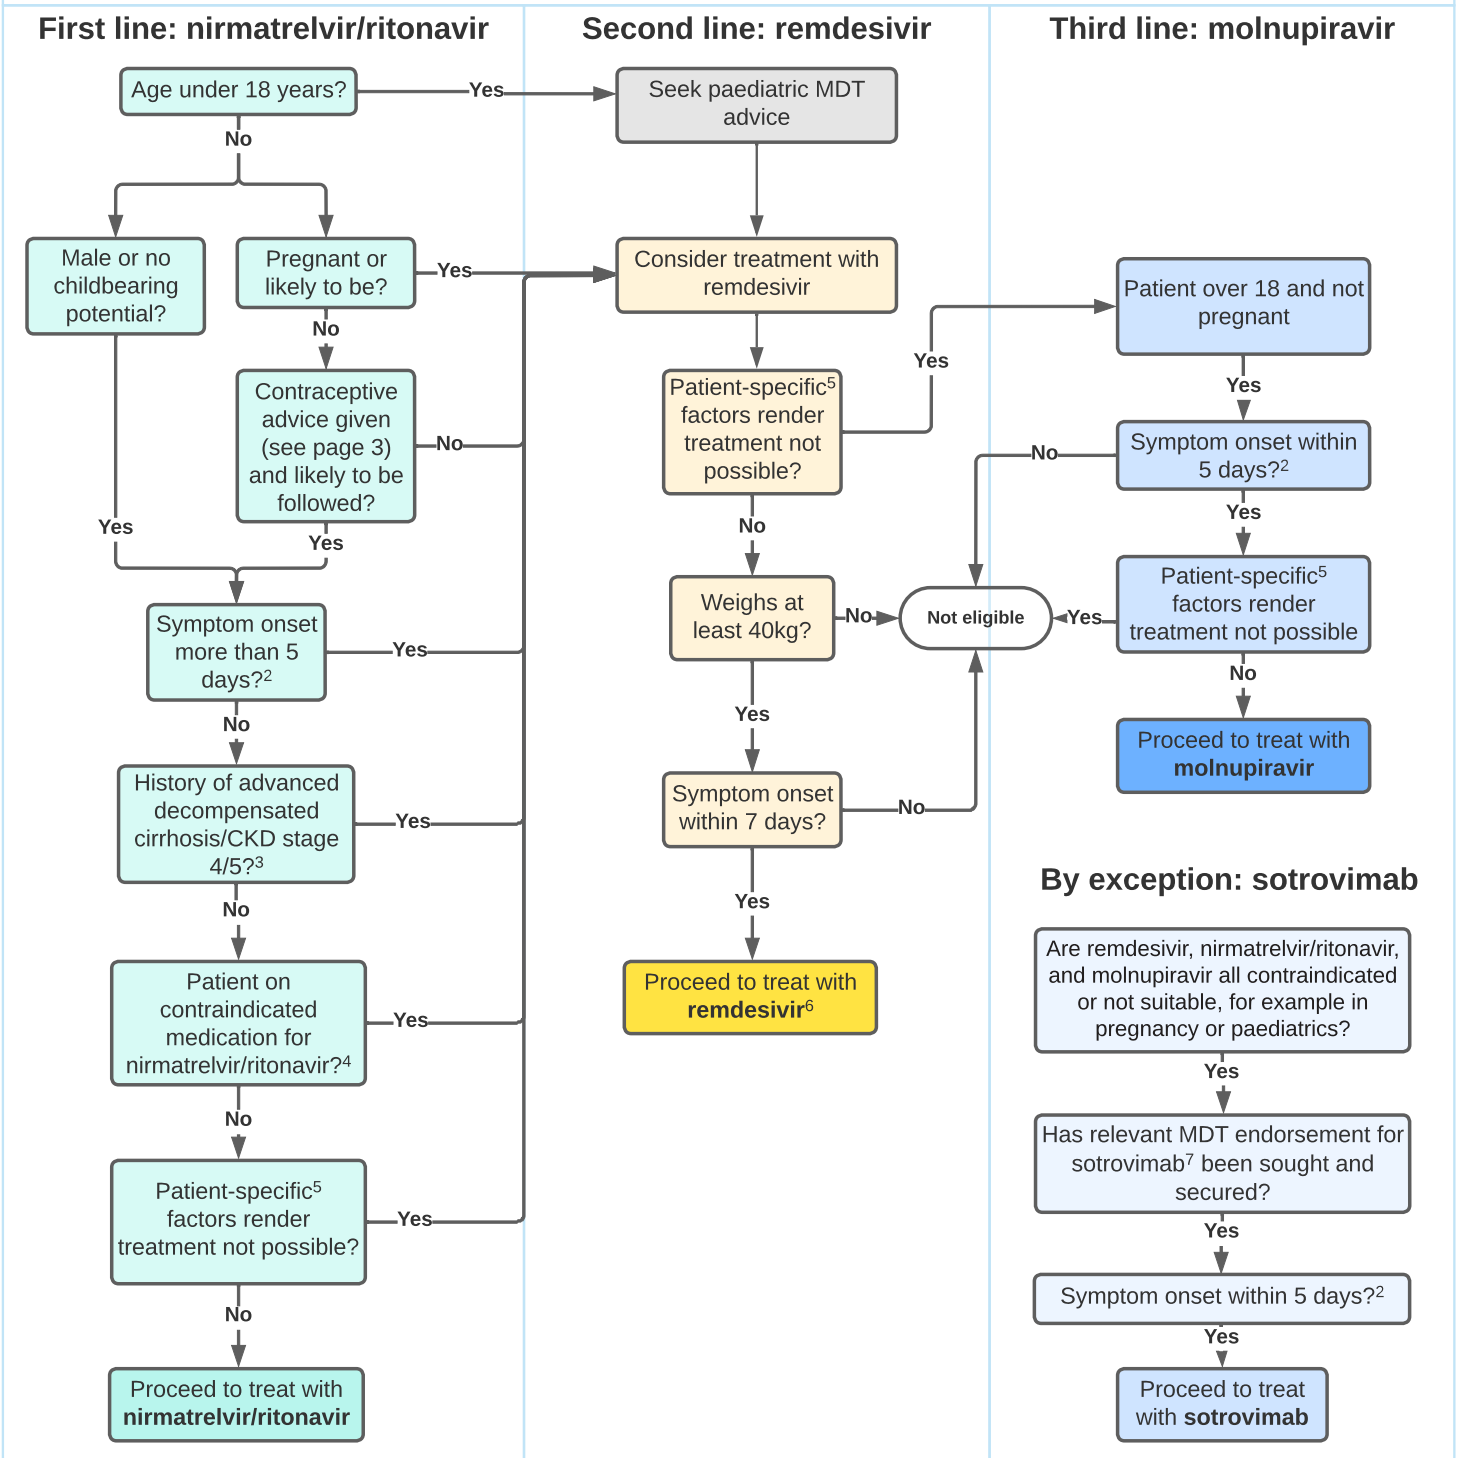 First line: nirmatrelvir/ritonavir
Age under 18 years?
Yes
No
Male or no
childbearing
potential?
Yes
Pregnant or
likely to be?
Yes
No
Contraceptive
advice given
(see page 3)
and likely to be
followed?
No
Yes
Symptom onset
more than 5
days?2
Yes
No
History of advanced
decompensated
cirrhosis/CKD stage
4/5?3
Yes
No
Patient on
contraindicated
medication for
nirmatrelvir/ritonavir?4
Yes
No
Patient-specific5
factors render
treatment not possible?
Yes
No
Proceed to treat with
nirmatrelvir/ritonavir
Second line: remdesivir
Seek paediatric MDT
advice
Consider treatment with
remdesivir
Patient-specific5
factors render
treatment not
possible?
Yes
No
Weighs at
least 40kg?
No
Yes
Symptom onset
within 7 days?
No
Yes
Proceed to treat with
remdesivir6
Not eligible
Third line: molnupiravir
Patient over 18 and not
pregnant
Yes
Symptom onset within
5 days?2
No
Yes
Patient-specific5
factors render
treatment not possible
Yes
No
Proceed to treat with
molnupiravir
By exception: sotrovimab
Are remdesivir, nirmatrelvir/ritonavir,
and molnupiravir all contraindicated
or not suitable, for example in
pregnancy or paediatrics?
Yes
Has relevant MDT endorsement for
sotrovimab7 been sought and
secured?
Yes
Symptom onset within 5 days?2
Yes
Proceed to treat
with sotrovimab